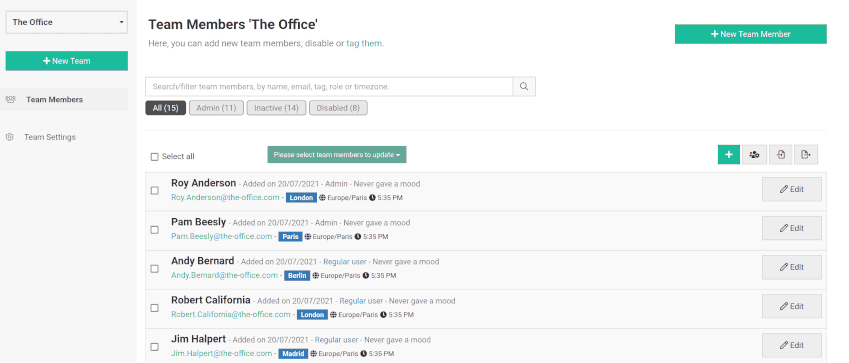 The Office
+ New Team
Team Members
Team Settings
Team Members 'The Office'
Here, you can add new team members, disable or tag them.
+ New Team Member
Search/filter team members, by name, email, tag, role or timezone.
All (15) Admin (11) Inactive (14) Disabled (8)
Select all Please select team members to update
Roy Anderson - Added on 20/07/2021 - Admin - Never gave a mood
Roy.Anderson@the-office.com - London Europe/Paris 5:35 PM
Edit
Pam Beesly - Added on 20/07/2021 - Admin - Never gave a mood
Pam.Beesly@the-office.com - Paris Europe/Paris 5:35 PM
Edit
Andy Bernard - Added on 20/07/2021 - Regular user - Never gave a mood
Andy.Bernard@the-office.com - Berlin Europe/Paris 5:35 PM
Edit
Robert California - Added on 20/07/2021 - Regular user - Never gave a mood
Robert.California@the-office.com - London Europe/Paris 5:35 PM
Edit
Jim Halpert - Added on 20/07/2021 - Regular user - Never gave a mood
Jim.Halpert@the-office.com - Madrid Europe/Paris 5:35 PM
Edit